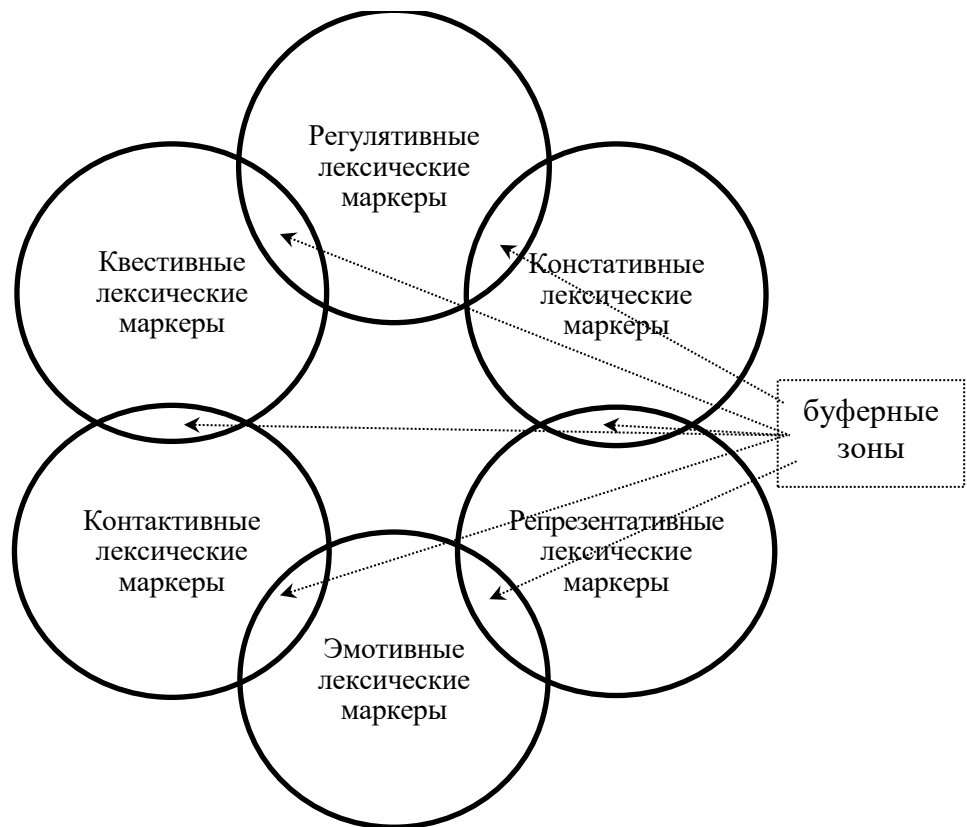 Регулятивные
лексические
маркеры
Квестивные
лексические
маркеры
Констативные
лексические
маркеры
буферные
зоны
Контактивные
лексические
маркеры
Репрезентативные
лексические
маркеры
Эмотивные
лексические
маркеры